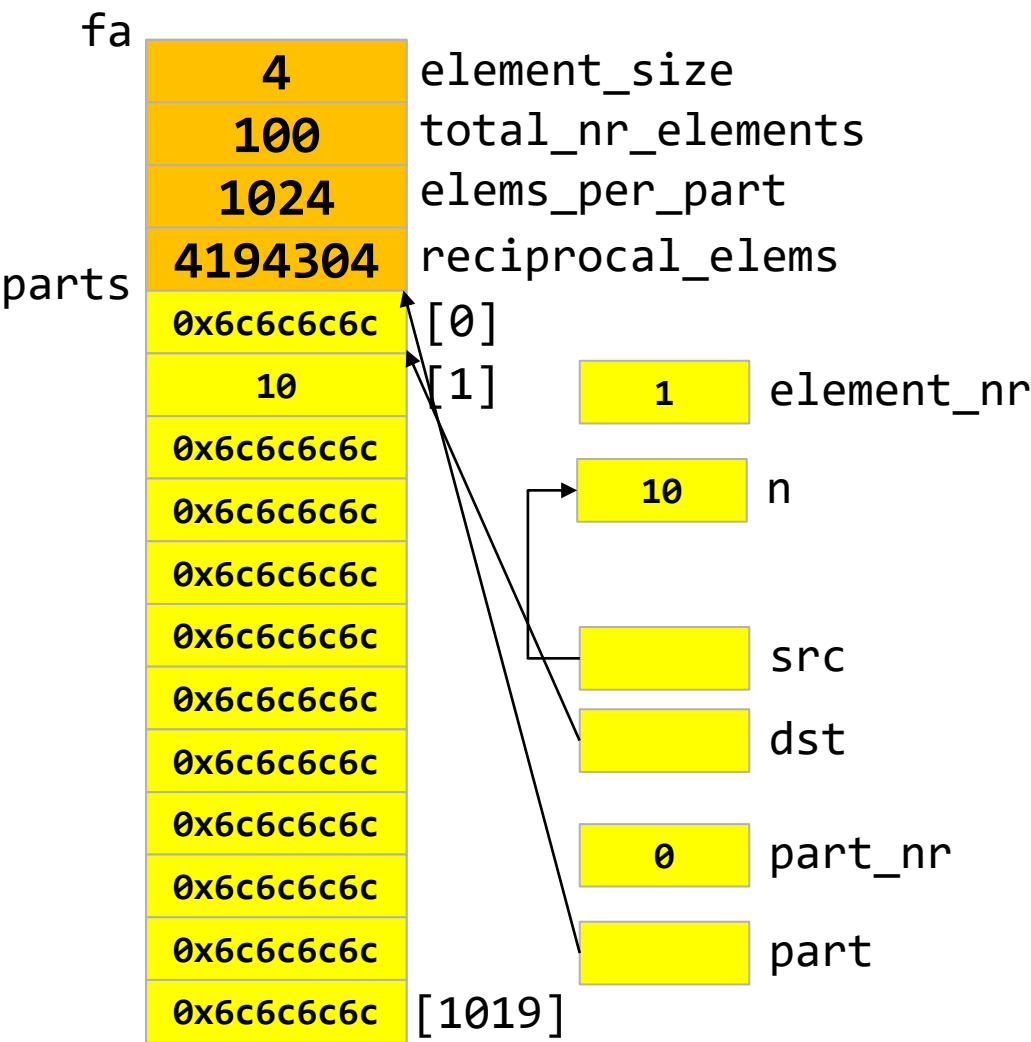 fa
4 element_size
100 total_nr_elements
1024 elems_per_part
4194304 reciprocal_elems
parts
0x6c6c6c6c [0]
10 [1]
1 element_nr
0x6c6c6c6c
10 n
0x6c6c6c6c
0x6c6c6c6c
0x6c6c6c6c
src
0x6c6c6c6c
dst
0x6c6c6c6c
0x6c6c6c6c
0 part_nr
0x6c6c6c6c
0x6c6c6c6c
part
0x6c6c6c6c [1019]